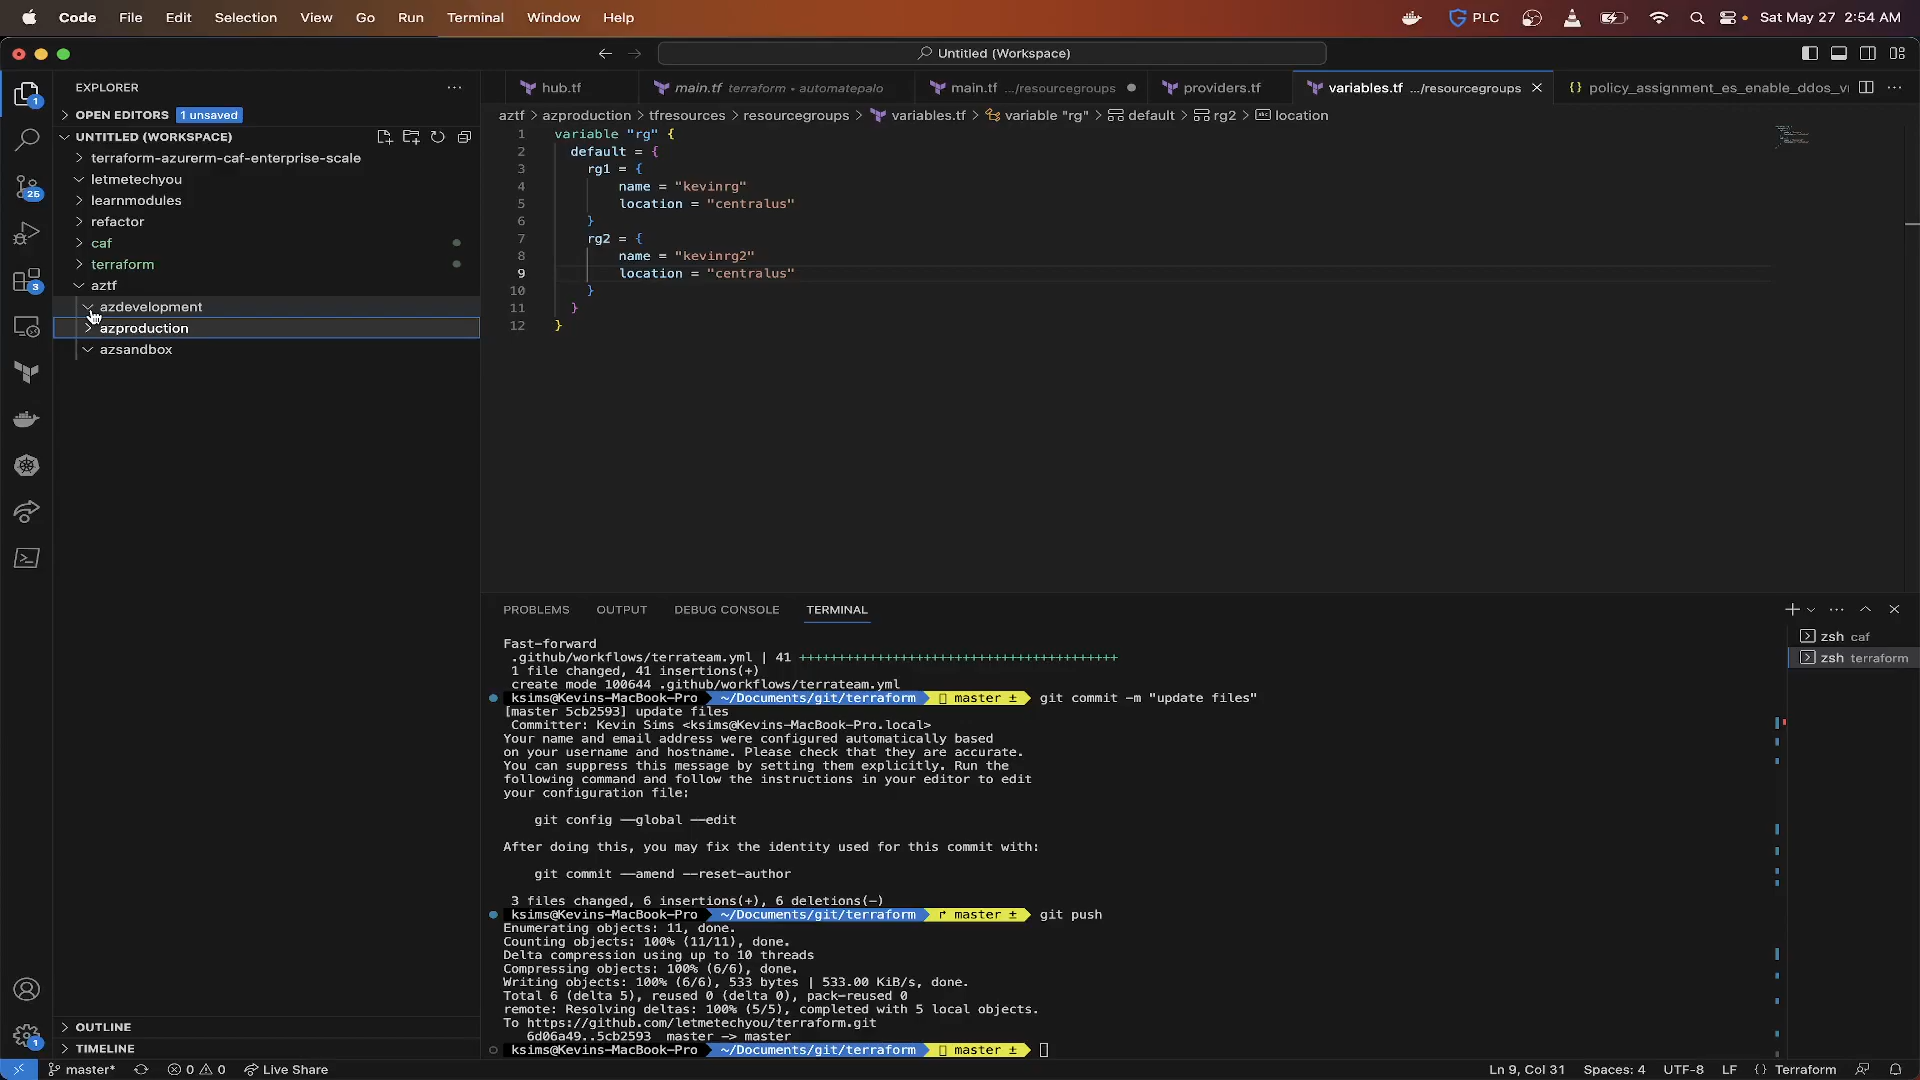 Code File Edit Selection View Go Run Terminal Window Help PLC Sat May 27 2:54 AM
Untitled (Workspace)
EXPLORER
OPEN EDITORS 1 unsaved
UNTITLED (WORKSPACE)
terraform-azurerm-caf-enterprise-scale
letmetechyou
learnmodules
refactor
caf
terraform
aztf
azdevelopment
azproduction
azsandbox
OUTLINE
TIMELINE
1
25
3
1
hub.tf main.tf terraform • automatepalo main.tf .../resourcegroups providers.tf variables.tf .../resourcegroups policy_assignment_es_enable_ddos_v
aztf > azproduction > tfresources > resourcegroups > variables.tf > variable "rg" > default > rg2 > location
1 variable "rg" {
2 default = {
3 rg1 = {
4 name = "kevinrg"
5 location = "centralus"
6 }
7 rg2 = {
8 name = "kevinrg2"
9 location = "centralus"
10 }
11 }
12 }
PROBLEMS OUTPUT DEBUG CONSOLE TERMINAL
zsh caf
zsh terraform
Fast-forward
.github/workflows/terrateam.yml | 41 +++++++++++++++++++++++++++++++++++++++++
1 file changed, 41 insertions(+)
create mode 100644 .github/workflows/terrateam.yml
ksims@Kevins-MacBook-Pro ~/Documents/git/terraform master ± git commit -m "update files"
[master 5cb2593] update files
Committer: Kevin Sims <ksims@Kevins-MacBook-Pro.local>
Your name and email address were configured automatically based
on your username and hostname. Please check that they are accurate.
You can suppress this message by setting them explicitly. Run the
following command and follow the instructions in your editor to edit
your configuration file:
git config --global --edit
After doing this, you may fix the identity used for this commit with:
git commit --amend --reset-author
3 files changed, 6 insertions(+), 6 deletions(-)
ksims@Kevins-MacBook-Pro ~/Documents/git/terraform master ± git push
Enumerating objects: 11, done.
Counting objects: 100% (11/11), done.
Delta compression using up to 10 threads
Compressing objects: 100% (6/6), done.
Writing objects: 100% (6/6), 533 bytes | 533.00 KiB/s, done.
Total 6 (delta 5), reused 0 (delta 0), pack-reused 0
remote: Resolving deltas: 100% (5/5), completed with 5 local objects.
To https://github.com/letmetechyou/terraform.git
6d06a49..5cb2593 master -> master
ksims@Kevins-MacBook-Pro ~/Documents/git/terraform master ±
master* 0 0 Live Share Ln 9, Col 31 Spaces: 4 UTF-8 LF {} Terraform